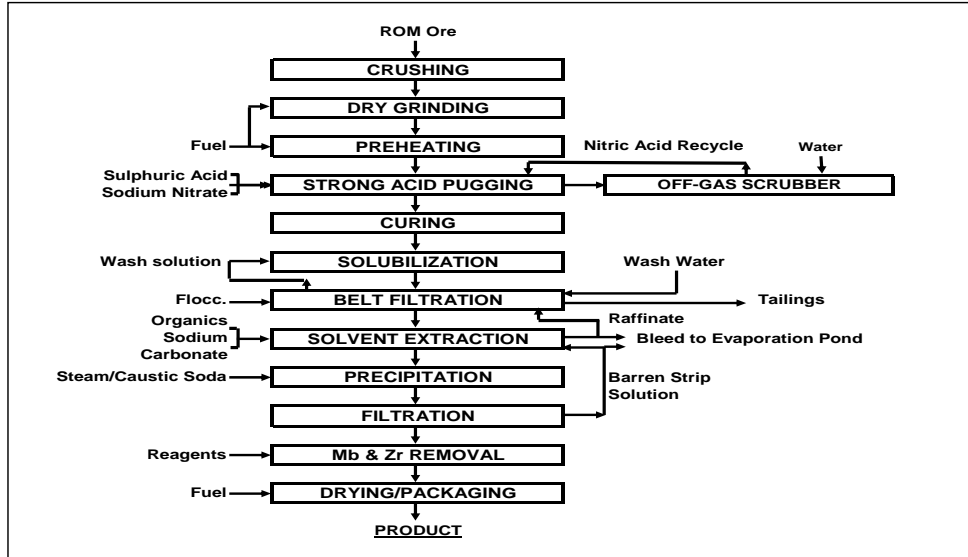 ROM Ore
CRUSHING
DRY GRINDING
Fuel
PREHEATING
Nitric Acid Recycle
Water
Sulphuric Acid
Sodium Nitrate
STRONG ACID PUGGING
OFF-GAS SCRUBBER
CURING
Wash solution
SOLUBILIZATION
Wash Water
Flocc.
BELT FILTRATION
Tailings
Raffinate
Organics
Sodium
Carbonate
SOLVENT EXTRACTION
Bleed to Evaporation Pond
Steam/Caustic Soda
PRECIPITATION
Barren Strip
Solution
FILTRATION
Reagents
Mb & Zr REMOVAL
Fuel
DRYING/PACKAGING
PRODUCT